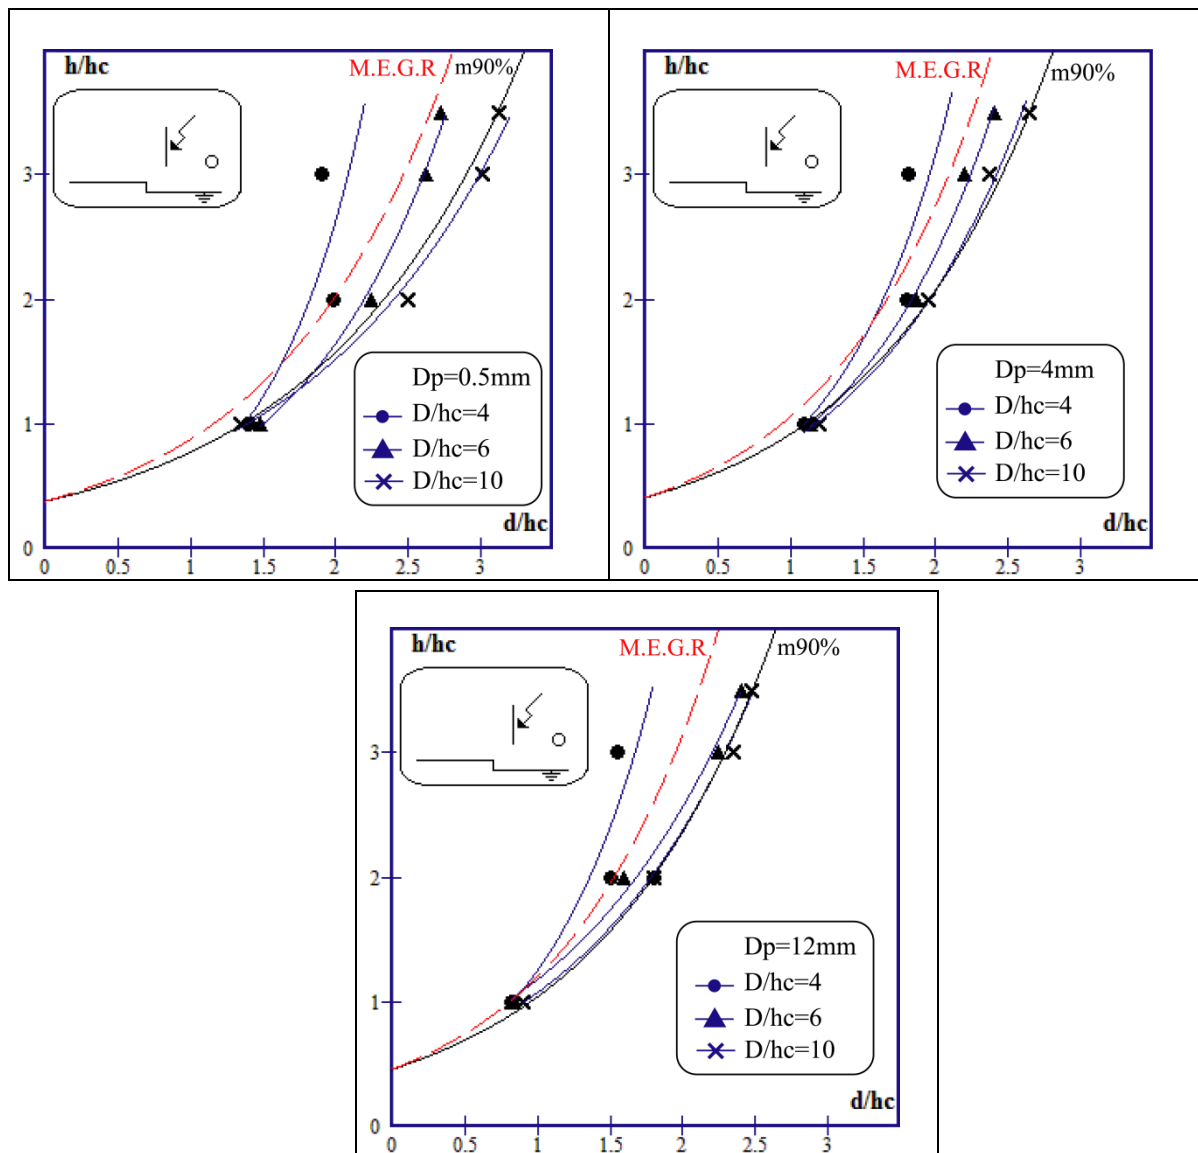 h/hc
M.E.G.R
m90%
3
2
1
0
Dp=0.5mm
D/hc=4
D/hc=6
D/hc=10
d/hc
0 0.5 1 1.5 2 2.5 3
h/hc
M.E.G.R
m90%
3
2
1
0
Dp=4mm
D/hc=4
D/hc=6
D/hc=10
d/hc
0 0.5 1 1.5 2 2.5 3
h/hc
M.E.G.R
m90%
3
2
1
0
Dp=12mm
D/hc=4
D/hc=6
D/hc=10
d/hc
0 0.5 1 1.5 2 2.5 3